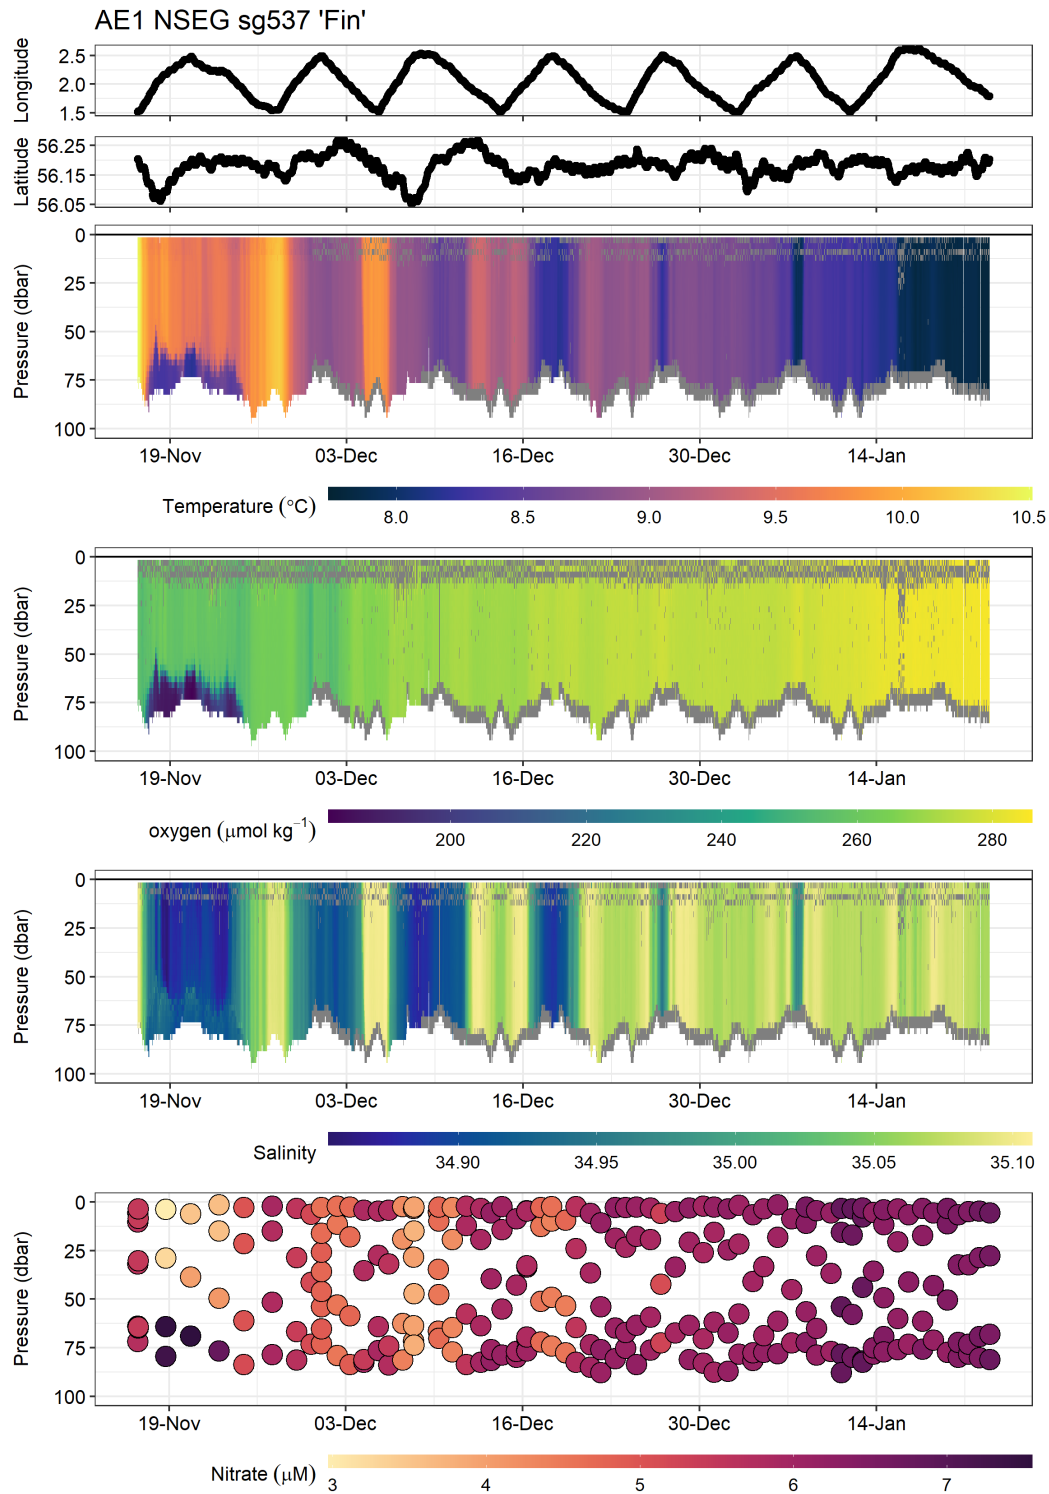 AE1 NSEG sg537 'Fin'
Longitude
2.5
2.0
1.5
Latitude
56.25
56.15
56.05
Pressure (dbar)
0
25
50
75
100
19-Nov 03-Dec 16-Dec 30-Dec 14-Jan
Temperature (°C)
8.0 8.5 9.0 9.5 10.0 10.5
Pressure (dbar)
0
25
50
75
100
19-Nov 03-Dec 16-Dec 30-Dec 14-Jan
oxygen (μmol kg⁻¹)
200 220 240 260 280
Pressure (dbar)
0
25
50
75
100
19-Nov 03-Dec 16-Dec 30-Dec 14-Jan
Salinity
34.90 34.95 35.00 35.05 35.10
Pressure (dbar)
0
25
50
75
100
19-Nov 03-Dec 16-Dec 30-Dec 14-Jan
Nitrate (μM)
3 4 5 6 7